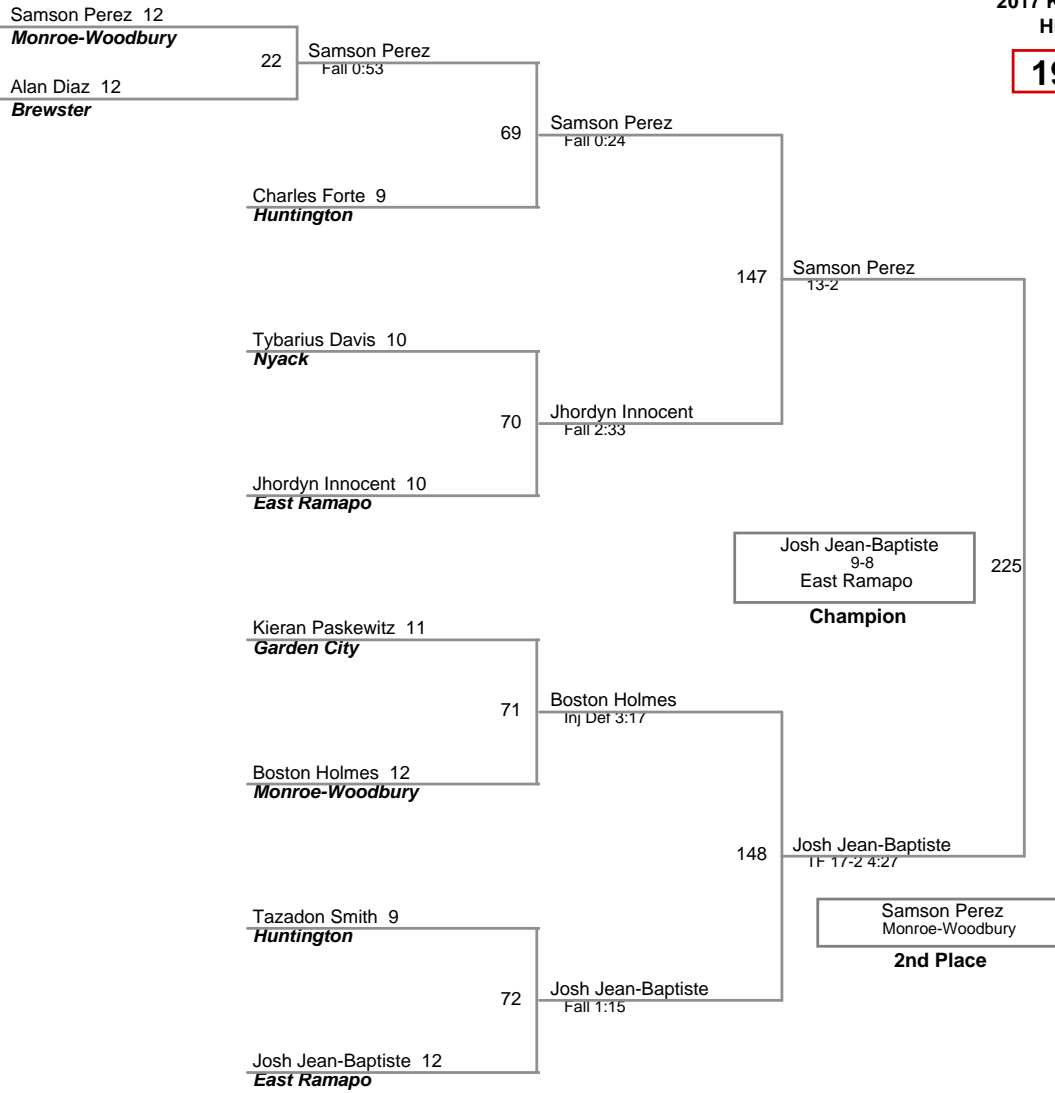 2017 K
H
19
Samson Perez 12
Monroe-Woodbury
22
Samson Perez
Fall 0:53
Alan Diaz 12
Brewster
69
Samson Perez
Fall 0:24
Charles Forte 9
Huntington
147
Samson Perez
13-2
Tybarius Davis 10
Nyack
70
Jhordyn Innocent
Fall 2:33
Jhordyn Innocent 10
East Ramapo
Josh Jean-Baptiste
9-8
East Ramapo
225
Champion
Kieran Paskewitz 11
Garden City
71
Boston Holmes
Inj Def 3:17
Boston Holmes 12
Monroe-Woodbury
148
Josh Jean-Baptiste
TF 17-2 4:27
Tazadon Smith 9
Huntington
Samson Perez
Monroe-Woodbury
2nd Place
72
Josh Jean-Baptiste
Fall 1:15
Josh Jean-Baptiste 12
East Ramapo